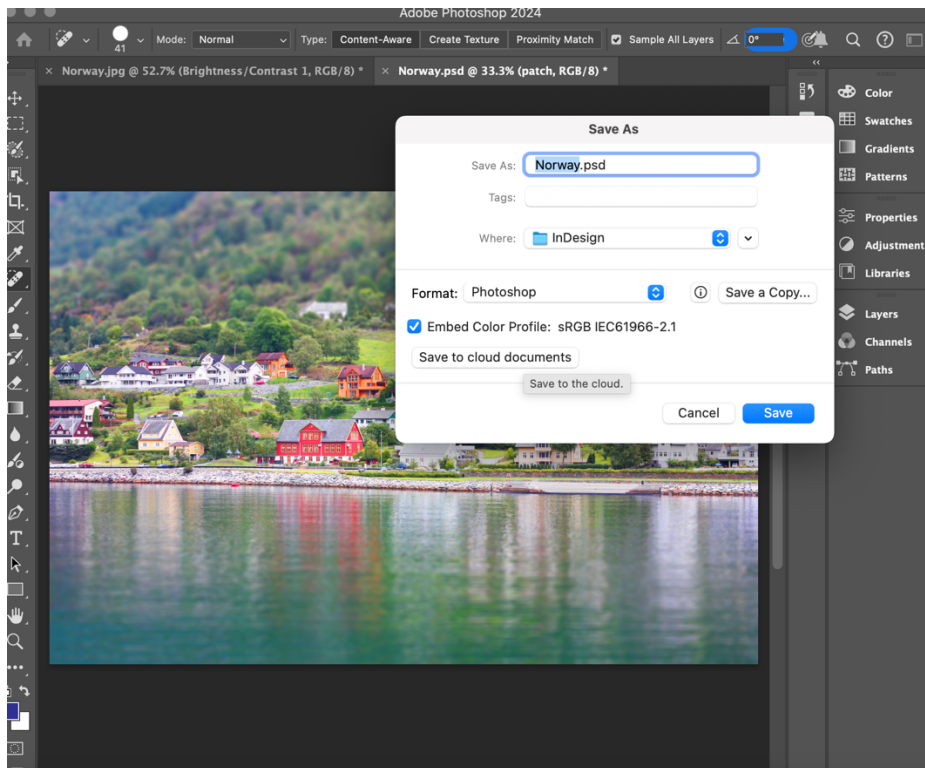 Adobe Photoshop 2024
41 Mode: Normal Type: Content-Aware Create Texture Proximity Match Sample All Layers 0°
× Norway.jpg @ 52.7% (Brightness/Contrast 1, RGB/8) * × Norway.psd @ 33.3% (patch, RGB/8) *
Save As
Save As: Norway.psd
Tags:
Where: InDesign
Format: Photoshop Save a Copy...
Embed Color Profile: sRGB IEC61966-2.1
Save to cloud documents
Save to the cloud.
Cancel Save
Color
Swatches
Gradients
Patterns
Properties
Adjustment
Libraries
Layers
Channels
Paths